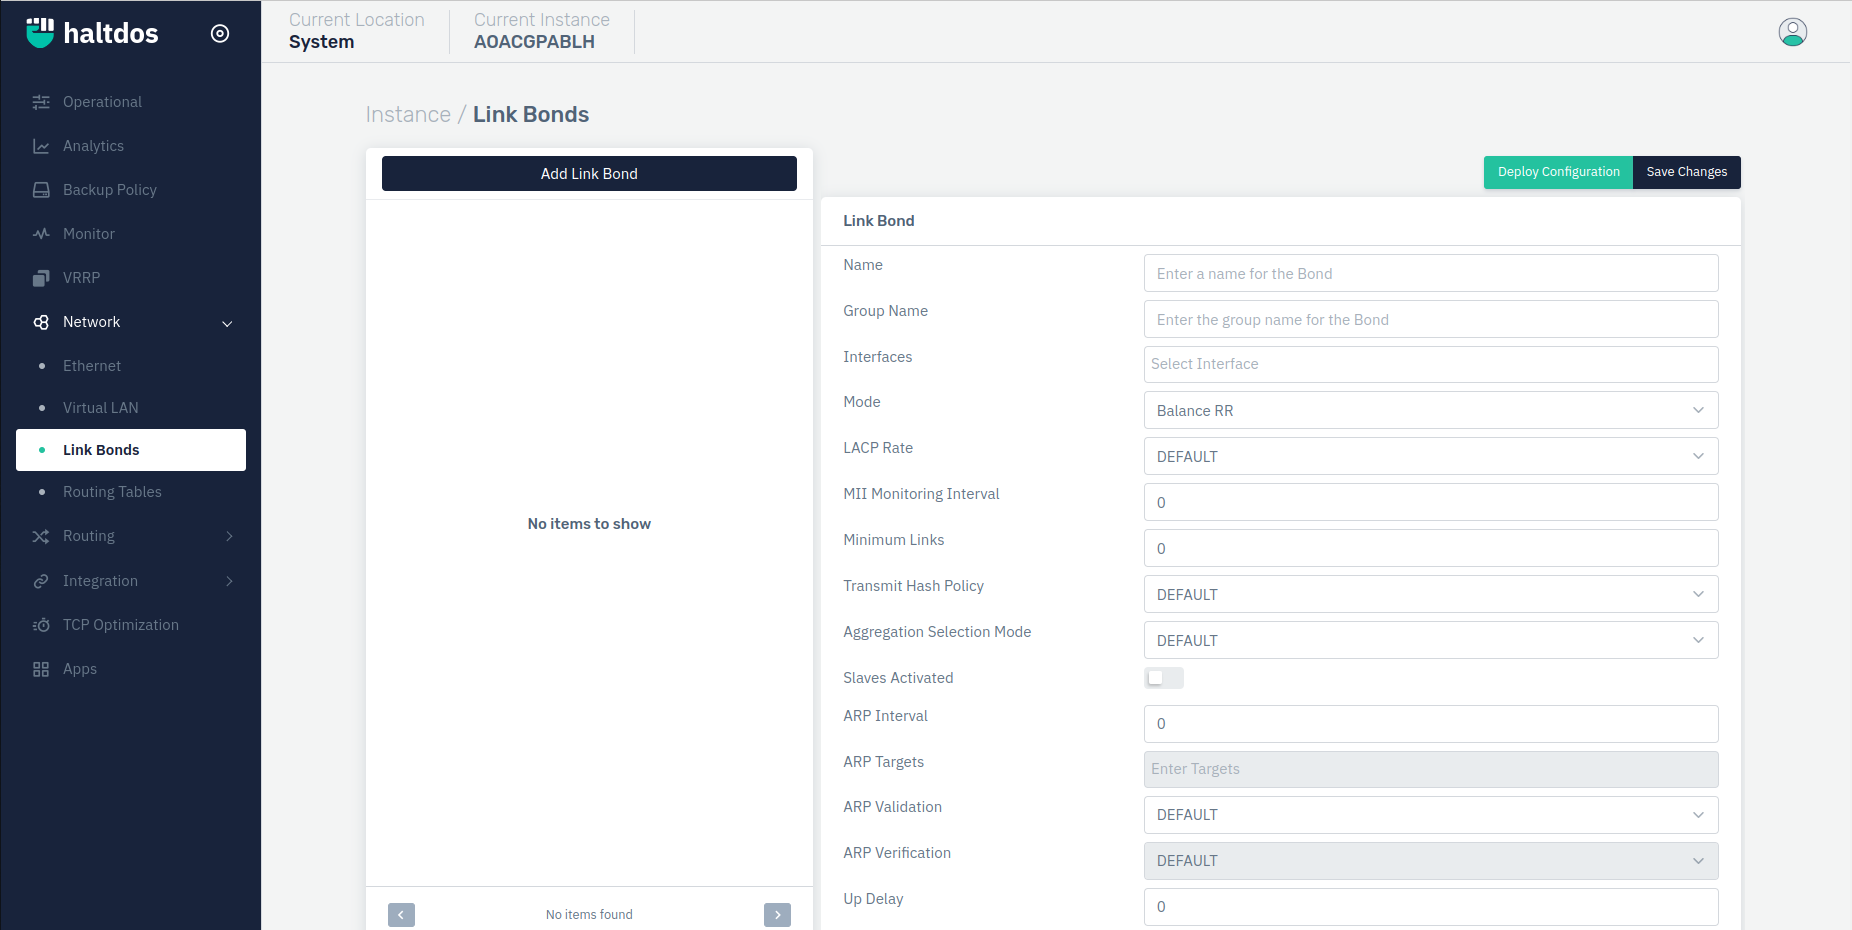 haltdos
Operational
Analytics
Backup Policy
Monitor
VRRP
Network
Ethernet
Virtual LAN
Link Bonds
Routing Tables
Routing
Integration
TCP Optimization
Apps
Current Location
System
Current Instance
AOACGPABLH
Instance / Link Bonds
Add Link Bond
No items to show
No items found
Deploy Configuration
Save Changes
Link Bond
Name
Enter a name for the Bond
Group Name
Enter the group name for the Bond
Interfaces
Select Interface
Mode
Balance RR
LACP Rate
DEFAULT
MII Monitoring Interval
0
Minimum Links
0
Transmit Hash Policy
DEFAULT
Aggregation Selection Mode
DEFAULT
Slaves Activated
ARP Interval
0
ARP Targets
Enter Targets
ARP Validation
DEFAULT
ARP Verification
DEFAULT
Up Delay
0